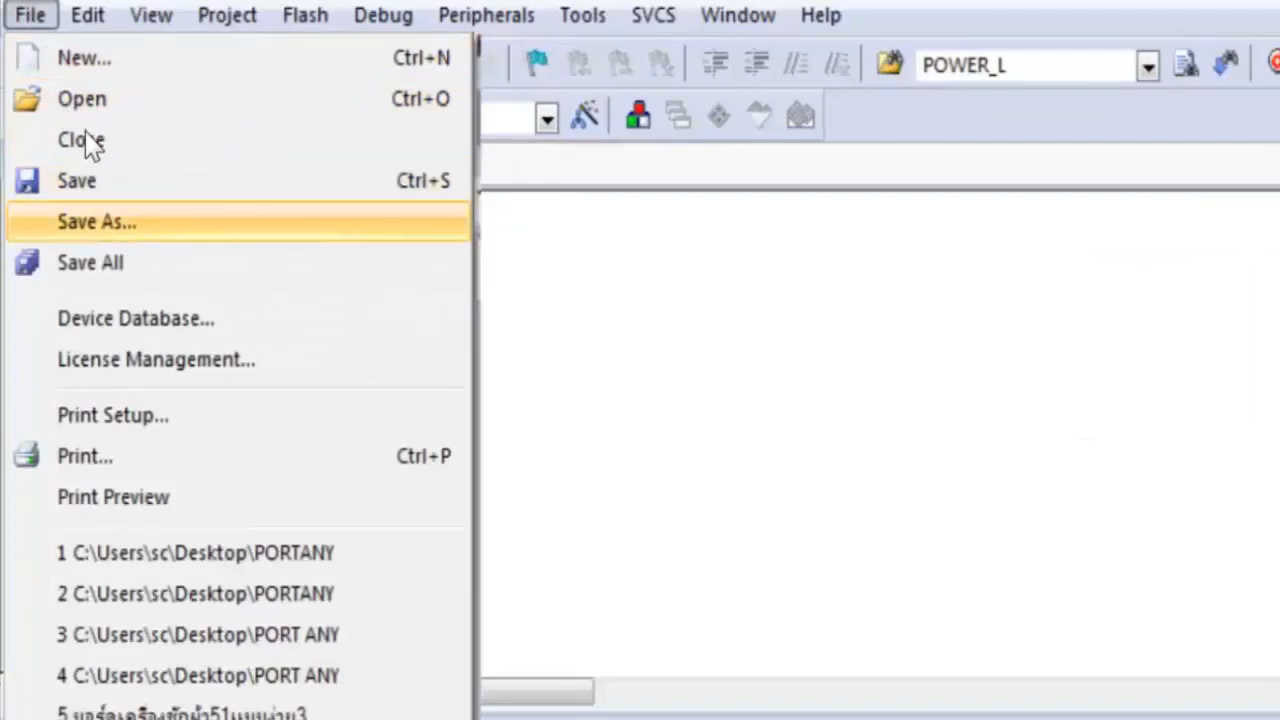 File Edit View Project Flash Debug Peripherals Tools SVCS Window Help
New... Ctrl+N
POWER_L
Open Ctrl+O
Close
Save Ctrl+S
Save As...
Save All
Device Database...
License Management...
Print Setup...
Print... Ctrl+P
Print Preview
1 C:\Users\sc\Desktop\PORTANY
2 C:\Users\sc\Desktop\PORTANY
3 C:\Users\sc\Desktop\PORT ANY
4 C:\Users\sc\Desktop\PORT ANY
5